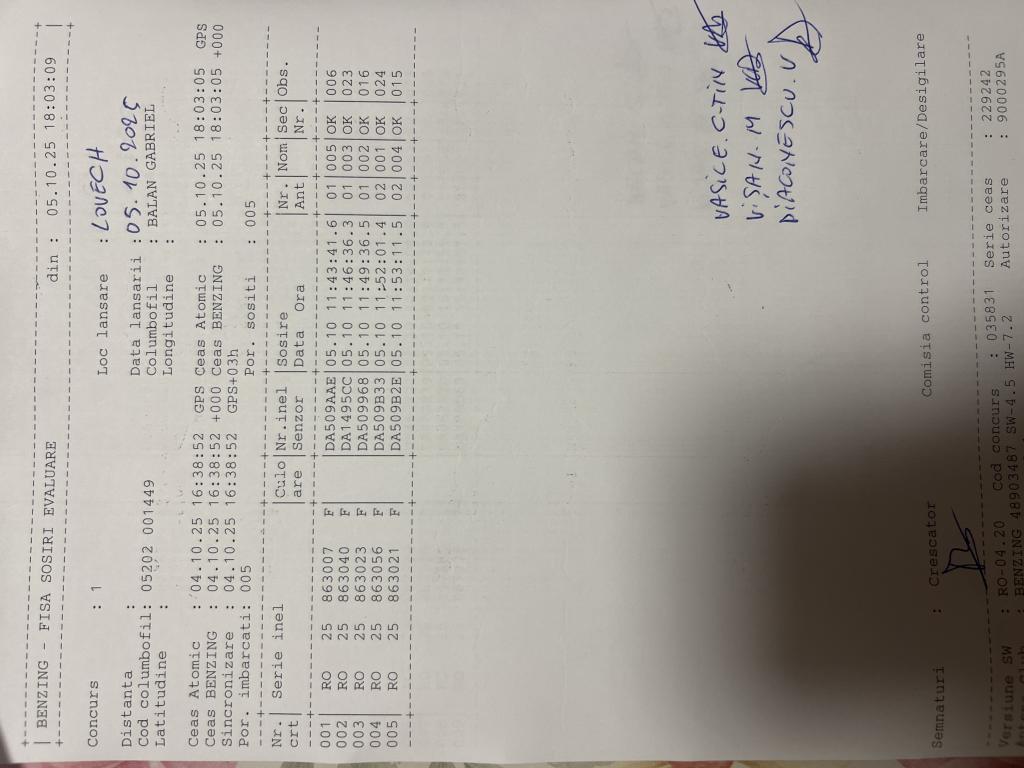 BENZING - FISA SOSIRI EVALUARE din : 05.10.25 18:03:09
Concurs : 1 Loc lansare : LOVECH
Distanta : Data lansarii : 05.10.2025
Cod columbofil: 05202 001449 Columbofil : BALAN GABRIEL
Latitudine : Longitudine :
Ceas Atomic : 04.10.25 16:38:52 GPS Ceas Atomic : 05.10.25 18:03:05 GPS
Ceas BENZING : 04.10.25 16:38:52 +000 Ceas BENZING : 05.10.25 18:03:05 +000
Sincronizare : 04.10.25 16:38:52 GPS+03h
Por. imbarcati: 005 Por. sositi : 005
Nr.| Serie inel |Culo|Nr.inel |Sosire |Nr. |Nom|Sec|Obs.
crt| |are |Senzor |Data Ora |Ant | |Nr.|
001 | RO 25 863007 F | |DA509AAE|05.10 11:43:41.6| 01 |005|OK |006
002 | RO 25 863040 F | |DA1495CC|05.10 11:46:36.3| 01 |003|OK |023
003 | RO 25 863023 F | |DA509968|05.10 11:49:36.5| 01 |002|OK |016
004 | RO 25 863056 F | |DA509B33|05.10 11:52:01.4| 02 |001|OK |024
005 | RO 25 863021 F | |DA509B2E|05.10 11:53:11.5| 02 |004|OK |015
VASILE C-TIN
VIȘAN. M
DIACONESCU. V
Semnaturi : Crescator Comisia control Imbarcare/Desigilare
Versiune SW : RO-04.20 Cod concurs : 035831 Serie ceas : 229242
BENZING 48903487 SW-4.5 HW-7.2 Autorizare : 9000295A